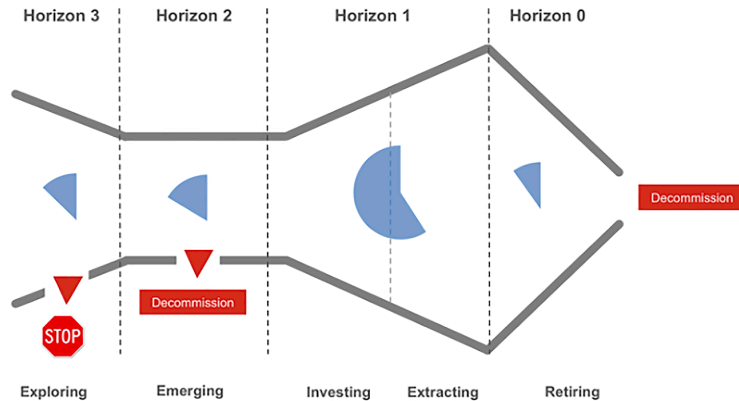 Horizon 3
Horizon 2
Horizon 1
Horizon 0
Decommission
Decommission
STOP
Exploring
Emerging
Investing
Extracting
Retiring